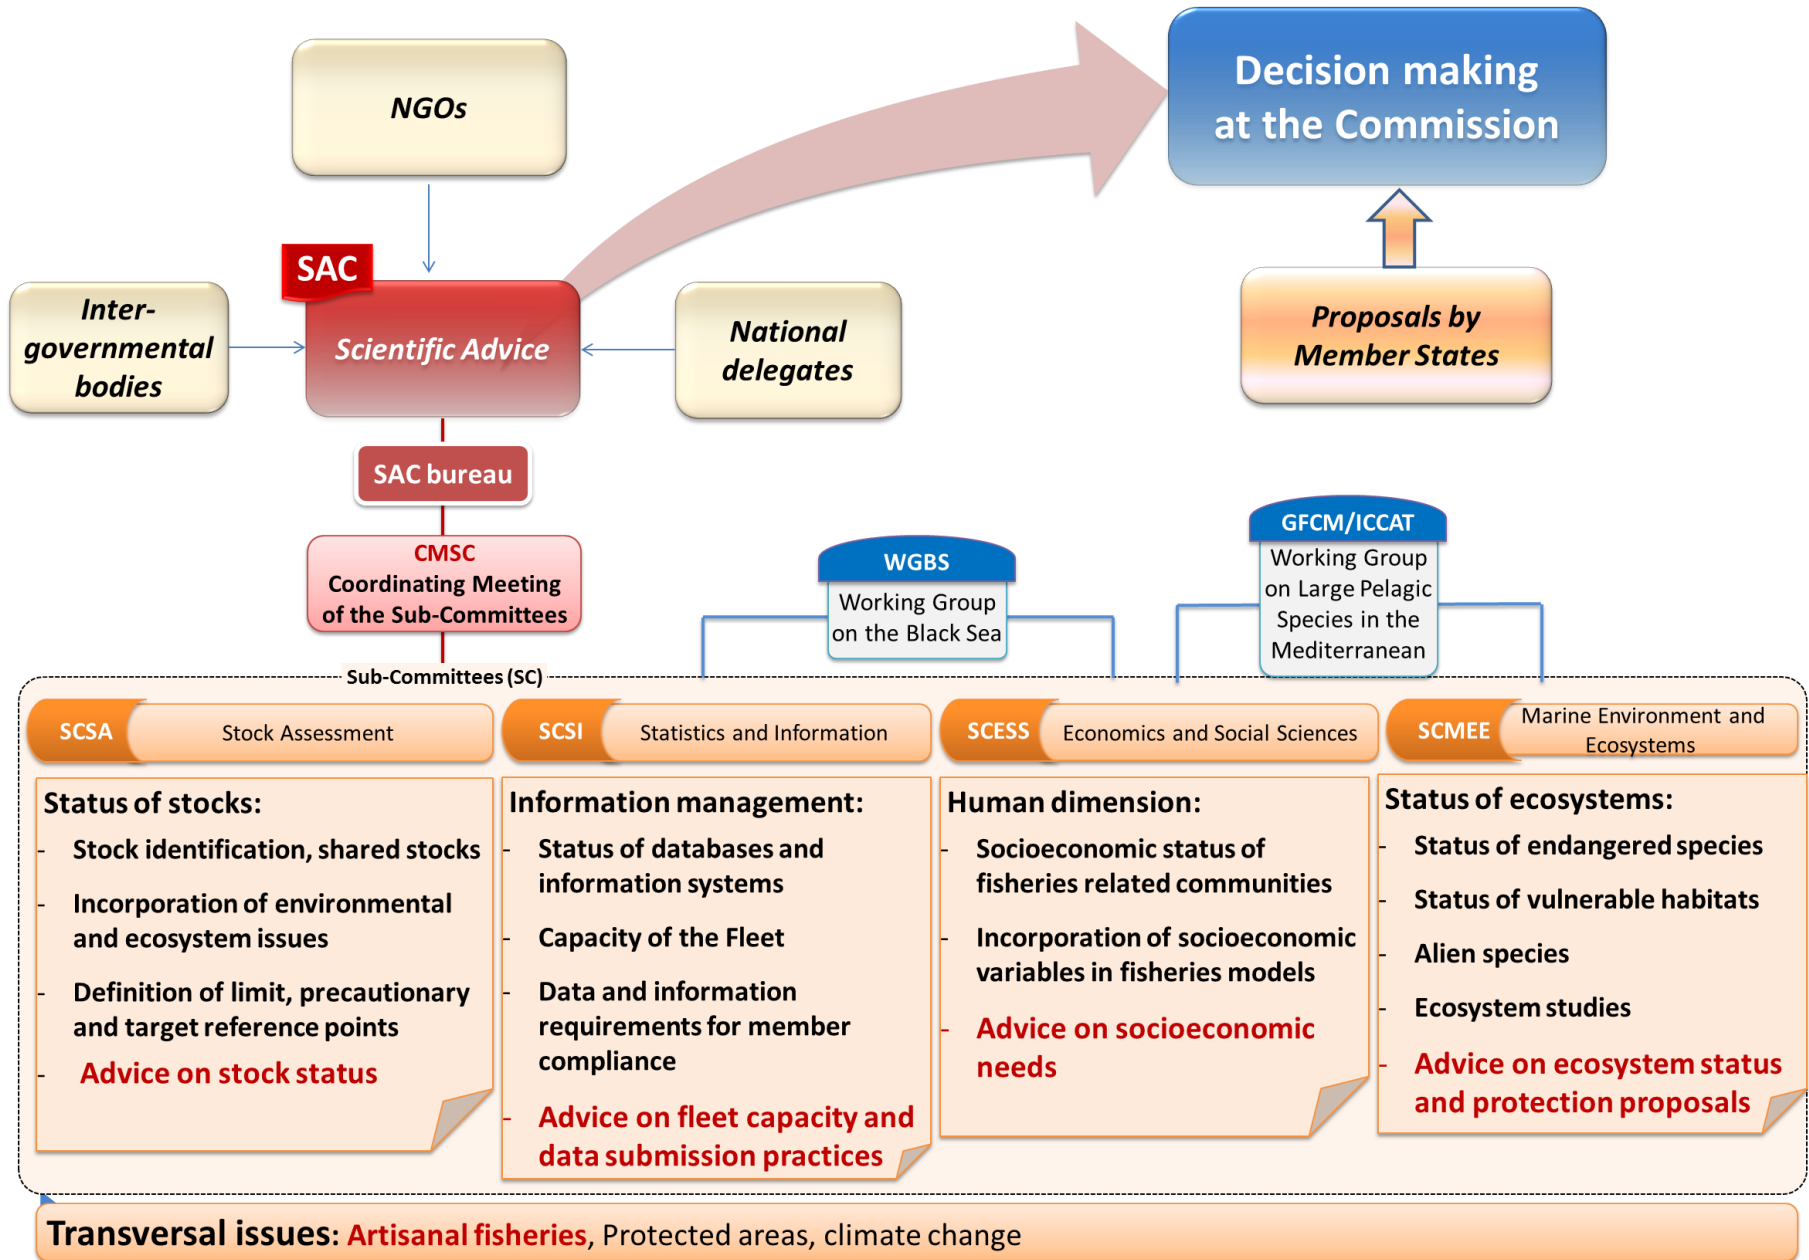 NGOs
Decision making
at the Commission
SAC
Inter-
governmental
bodies
Scientific Advice
National
delegates
Proposals by
Member States
SAC bureau
CMSC
Coordinating Meeting
of the Sub-Committees
WGBS
Working Group
on the Black Sea
GFCM/ICCAT
Working Group
on Large Pelagic
Species in the
Mediterranean
Sub-Committees (SC)
SCSA
Stock Assessment
SCSI
Statistics and Information
SCESS
Economics and Social Sciences
SCMEE
Marine Environment and
Ecosystems
Status of stocks:
- Stock identification, shared stocks
- Incorporation of environmental
and ecosystem issues
- Definition of limit, precautionary
and target reference points
- Advice on stock status
Information management:
- Status of databases and
information systems
- Capacity of the Fleet
- Data and information
requirements for member
compliance
- Advice on fleet capacity and
data submission practices
Human dimension:
- Socioeconomic status of
fisheries related communities
- Incorporation of socioeconomic
variables in fisheries models
- Advice on socioeconomic
needs
Status of ecosystems:
- Status of endangered species
- Status of vulnerable habitats
- Alien species
- Ecosystem studies
- Advice on ecosystem status
and protection proposals
Transversal issues: Artisanal fisheries, Protected areas, climate change